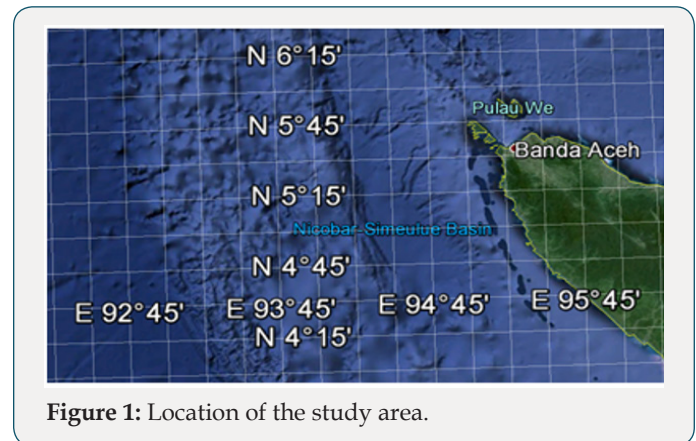 N 6°15'
Pulau We
N 5°45'
Banda Aceh
N 5°15'
Nicobar-Simeulue Basin
N 4°45'
E 92°45' E 93°45' E 94°45' E 95°45'
N 4°15'
Figure 1: Location of the study area.